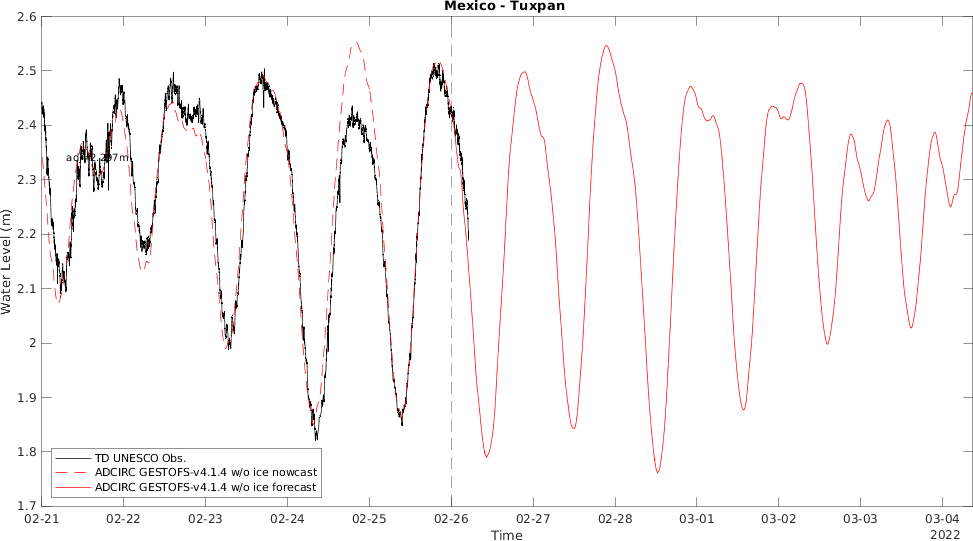 Mexico - Tuxpan
2.6
2.5
2.4
2.3
2.2
2.1
2
1.9
1.8
1.7
Water Level (m)
TD UNESCO Obs.
ADCIRC GESTOFS-v4.1.4 w/o ice nowcast
ADCIRC GESTOFS-v4.1.4 w/o ice forecast
02-21 02-22 02-23 02-24 02-25 02-26 02-27 02-28 03-01 03-02 03-03 03-04
Time 2022